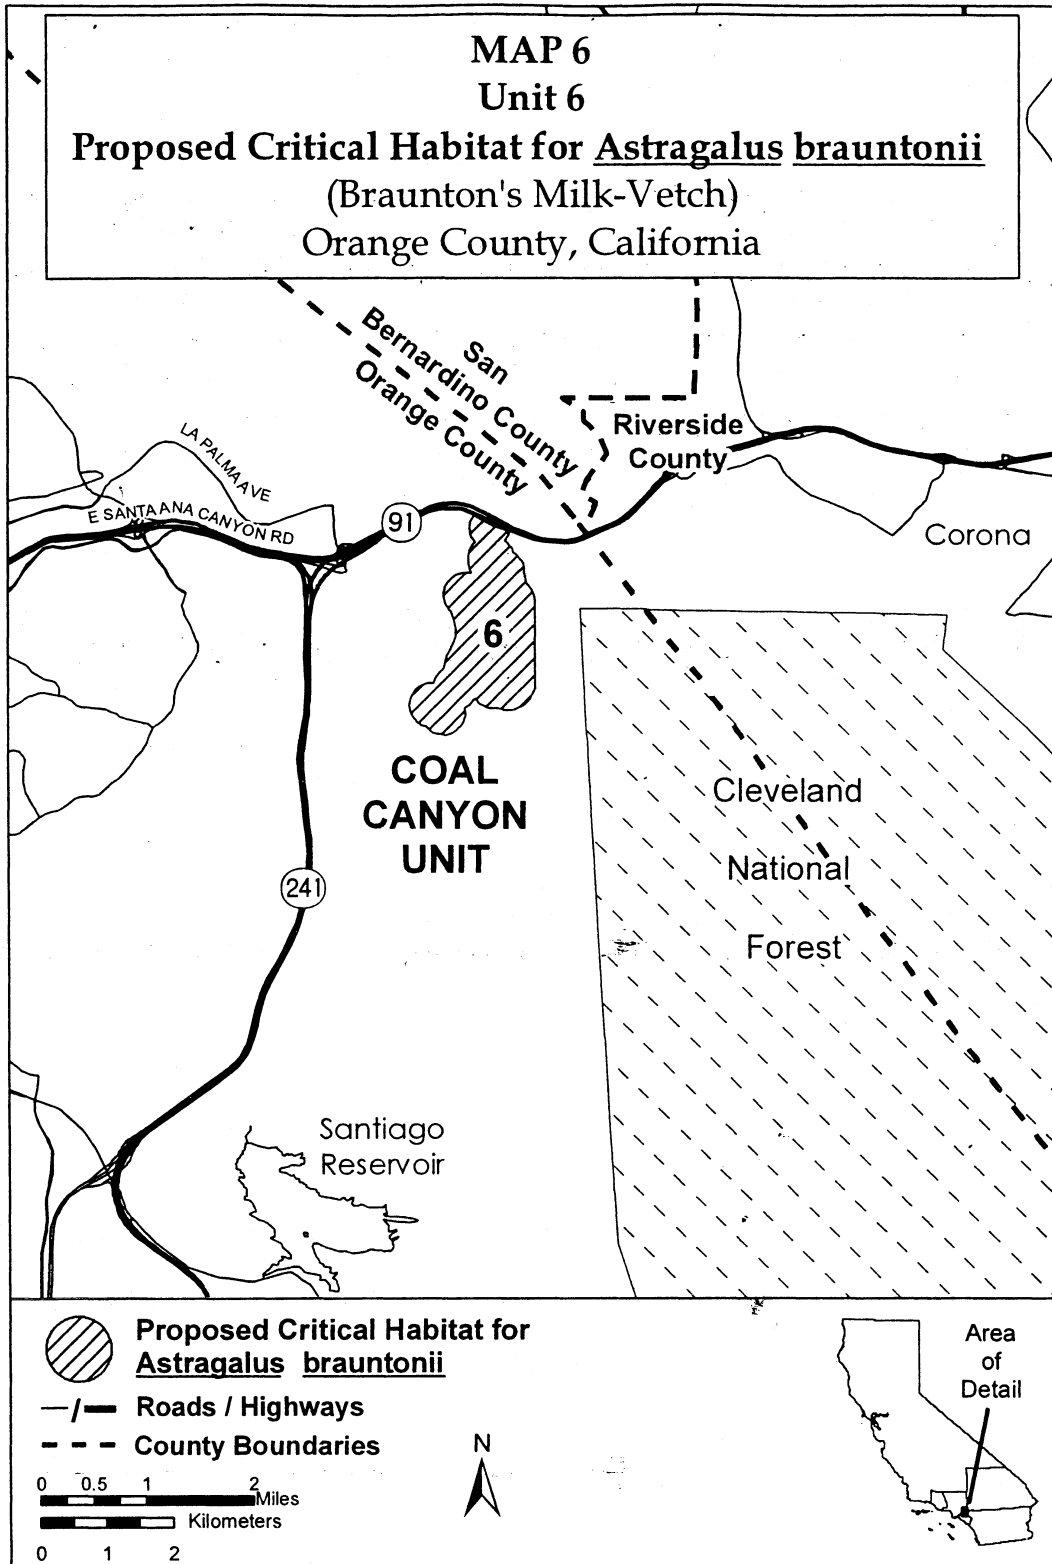 MAP 6
Unit 6
Proposed Critical Habitat for Astragalus brauntonii
(Braunton's Milk-Vetch)
Orange County, California
San
Bernardino County
Orange County
Riverside
County
LA PALMA AVE
E SANTA ANA CANYON RD
91
Corona
6
COAL
CANYON
UNIT
Cleveland
National
Forest
241
Santiago
Reservoir
Proposed Critical Habitat for
Astragalus brauntonii
Roads / Highways
County Boundaries
0 0.5 1 2
Miles
Kilometers
0 1 2
N
Area
of
Detail